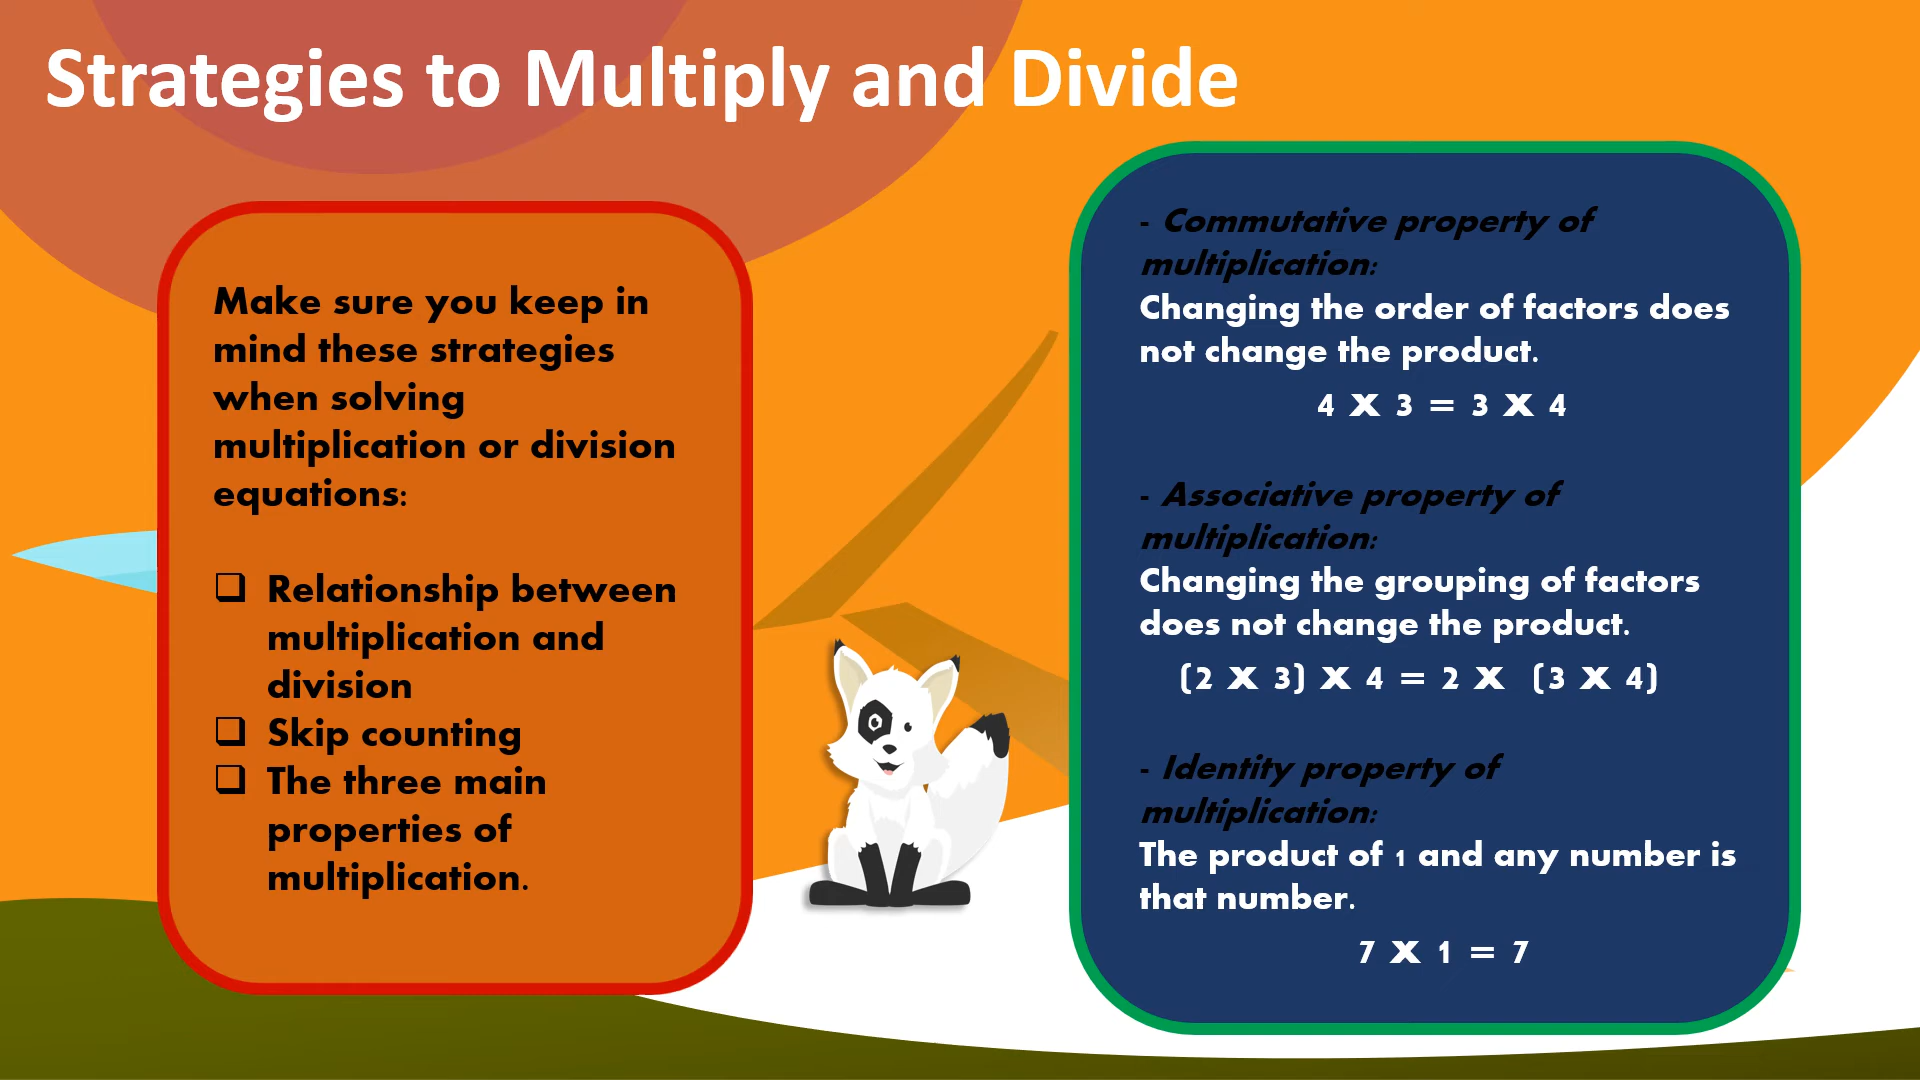 Strategies to Multiply and Divide
Make sure you keep in
mind these strategies
when solving
multiplication or division
equations:
❑ Relationship between
multiplication and
division
❑ Skip counting
❑ The three main
properties of
multiplication.
- Commutative property of
multiplication:
Changing the order of factors does
not change the product.
4 X 3 = 3 X 4
- Associative property of
multiplication:
Changing the grouping of factors
does not change the product.
(2 X 3) X 4 = 2 X (3 X 4)
- Identity property of
multiplication:
The product of 1 and any number is
that number.
7 X 1 = 7